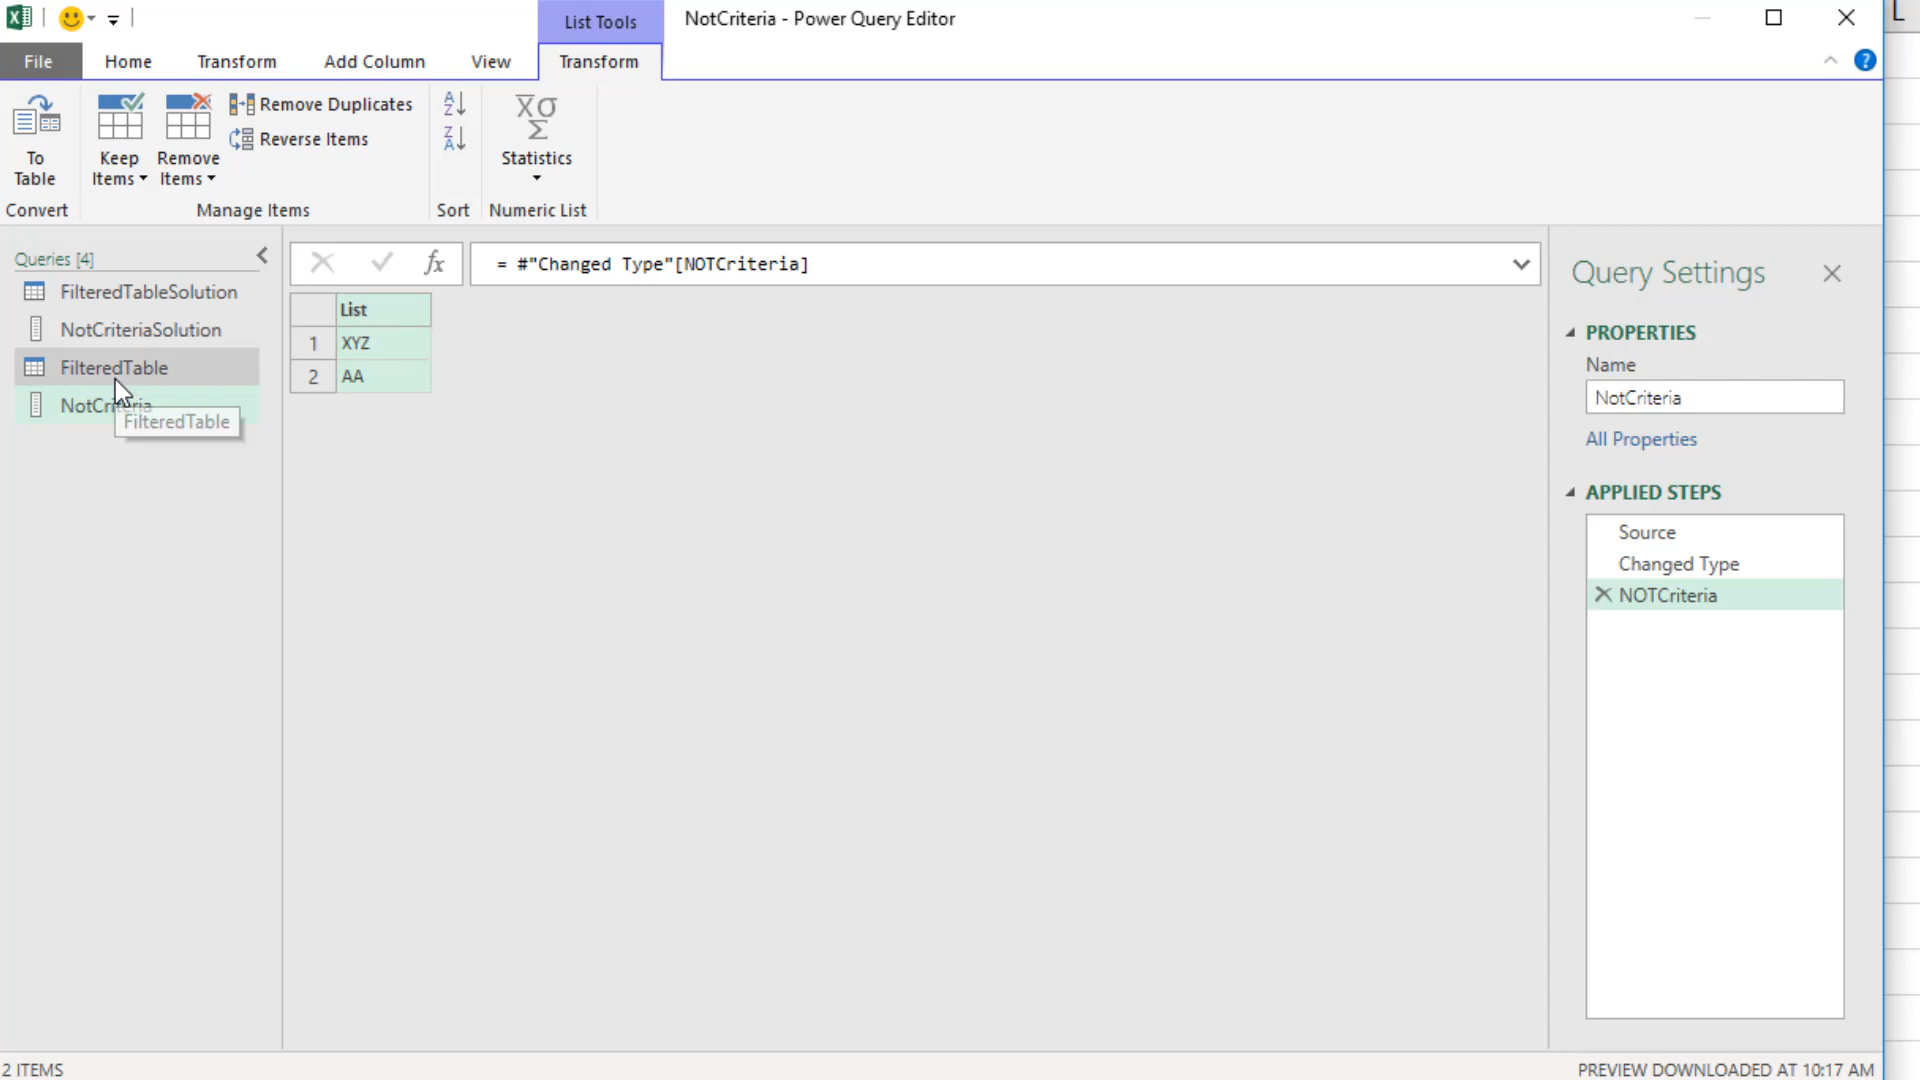 List Tools
NotCriteria - Power Query Editor
L
File
Home
Transform
Add Column
View
Transform
?
To
Table
Keep
Items
Remove
Items
Remove Duplicates
Reverse Items
A
Z
Z
A
X̄σ
Σ
Statistics
Convert
Manage Items
Sort
Numeric List
Queries [4]
FilteredTableSolution
NotCriteriaSolution
FilteredTable
NotCriteria
FilteredTable
fx
= #"Changed Type"[NOTCriteria]
List
1 XYZ
2 AA
Query Settings
PROPERTIES
Name
NotCriteria
All Properties
APPLIED STEPS
Source
Changed Type
NOTCriteria
2 ITEMS
PREVIEW DOWNLOADED AT 10:17 AM